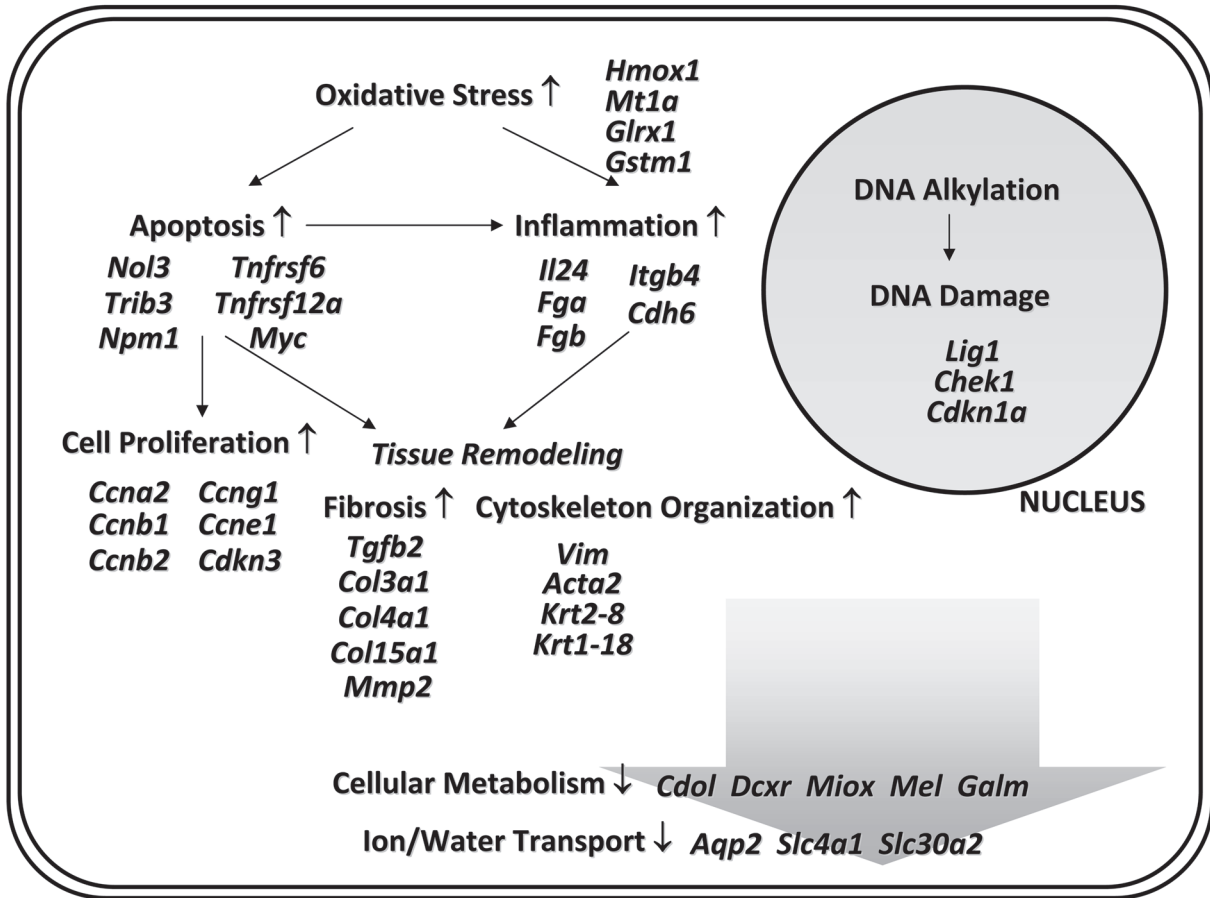 Oxidative Stress ↑
Hmox1
Mt1a
Glrx1
Gstm1
Apoptosis ↑
Nol3 Tnfrsf6
Trib3 Tnfrsf12a
Npm1 Myc
Inflammation ↑
Il24 Itgb4
Fga Cdh6
Fgb
DNA Alkylation
DNA Damage
Lig1
Chek1
Cdkn1a
NUCLEUS
Cell Proliferation ↑
Ccna2 Ccng1
Ccnb1 Ccne1
Ccnb2 Cdkn3
Tissue Remodeling
Fibrosis ↑
Tgfb2
Col3a1
Col4a1
Col15a1
Mmp2
Cytoskeleton Organization ↑
Vim
Acta2
Krt2-8
Krt1-18
Cellular Metabolism ↓ Cdol Dcxr Miox Mel Galm
Ion/Water Transport ↓ Aqp2 Slc4a1 Slc30a2